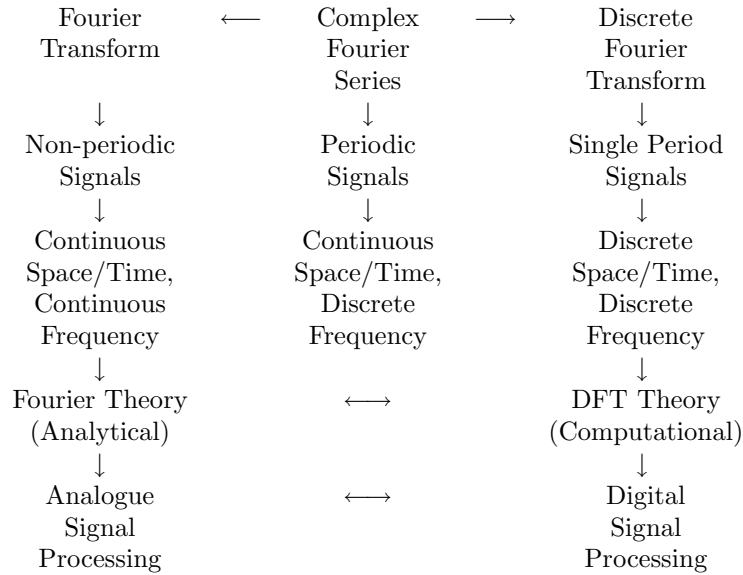 Fourier ← Complex → Discrete
Transform Fourier Fourier
Series Transform
↓ ↓ ↓
Non-periodic Periodic Single Period
Signals Signals Signals
↓ ↓ ↓
Continuous Continuous Discrete
Space/Time, Space/Time, Space/Time,
Continuous Discrete Discrete
Frequency Frequency Frequency
↓ ↓
Fourier Theory ↔ DFT Theory
(Analytical) (Computational)
↓ ↓
Analogue ↔ Digital
Signal Signal
Processing Processing